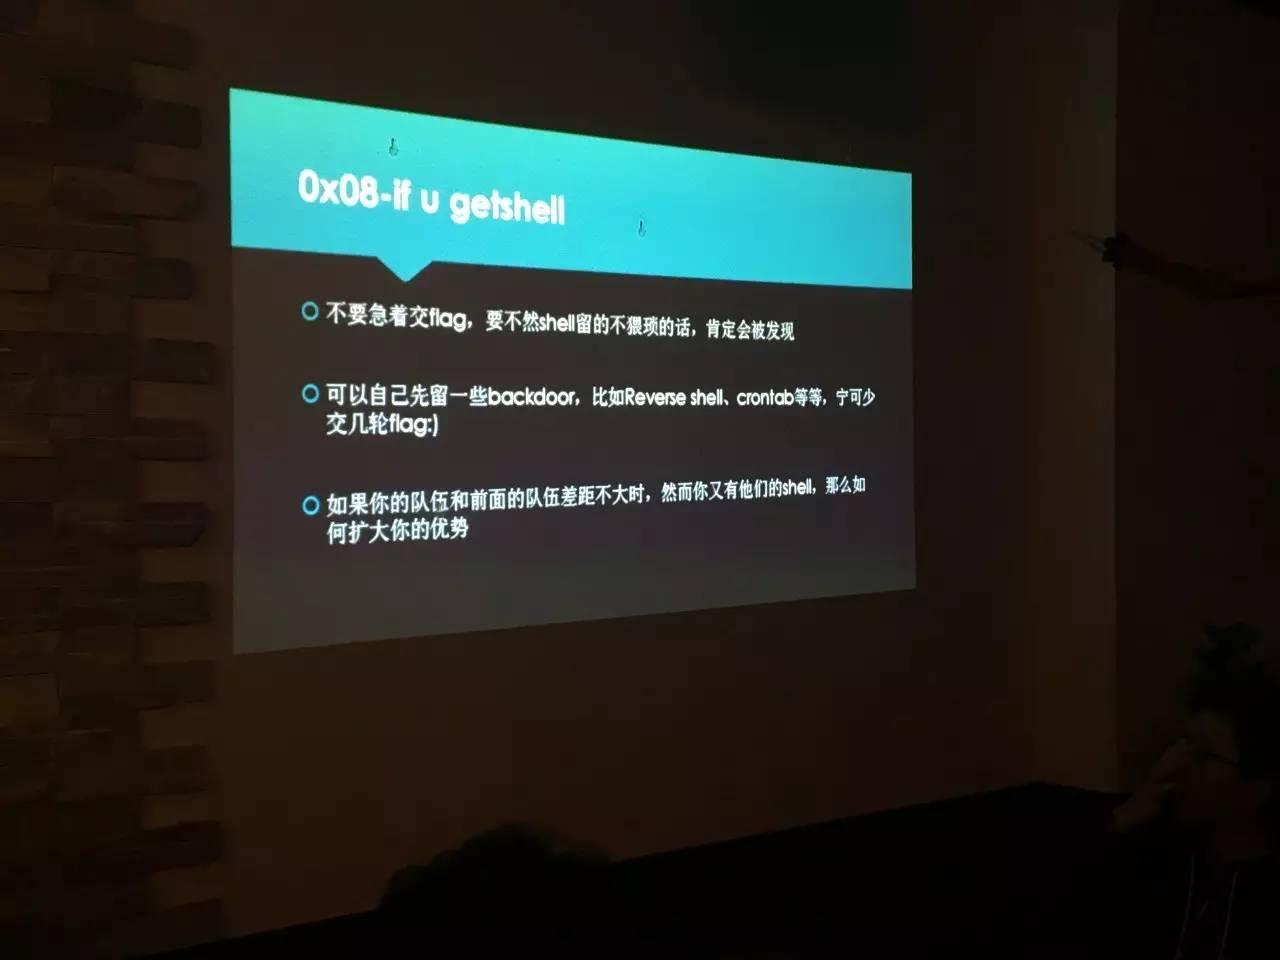 0x08-if u getshell
不要急着交flag，要不然shell留的不猥琐的话，肯定会被发现
可以自己先留一些backdoor，比如Reverse shell、crontab等等，宁可少
交几轮flag:)
如果你的队伍和前面的队伍差距不大时，然而你又有他们的shell，那么如
何扩大你的优势